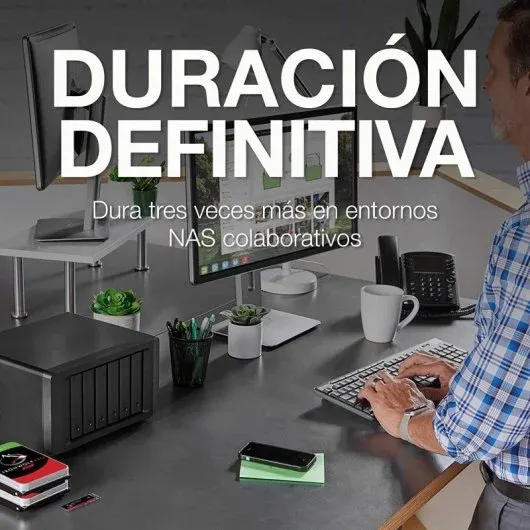 DURACIÓN
DEFINITIVA
Dura tres veces más en entornos
NAS colaborativos